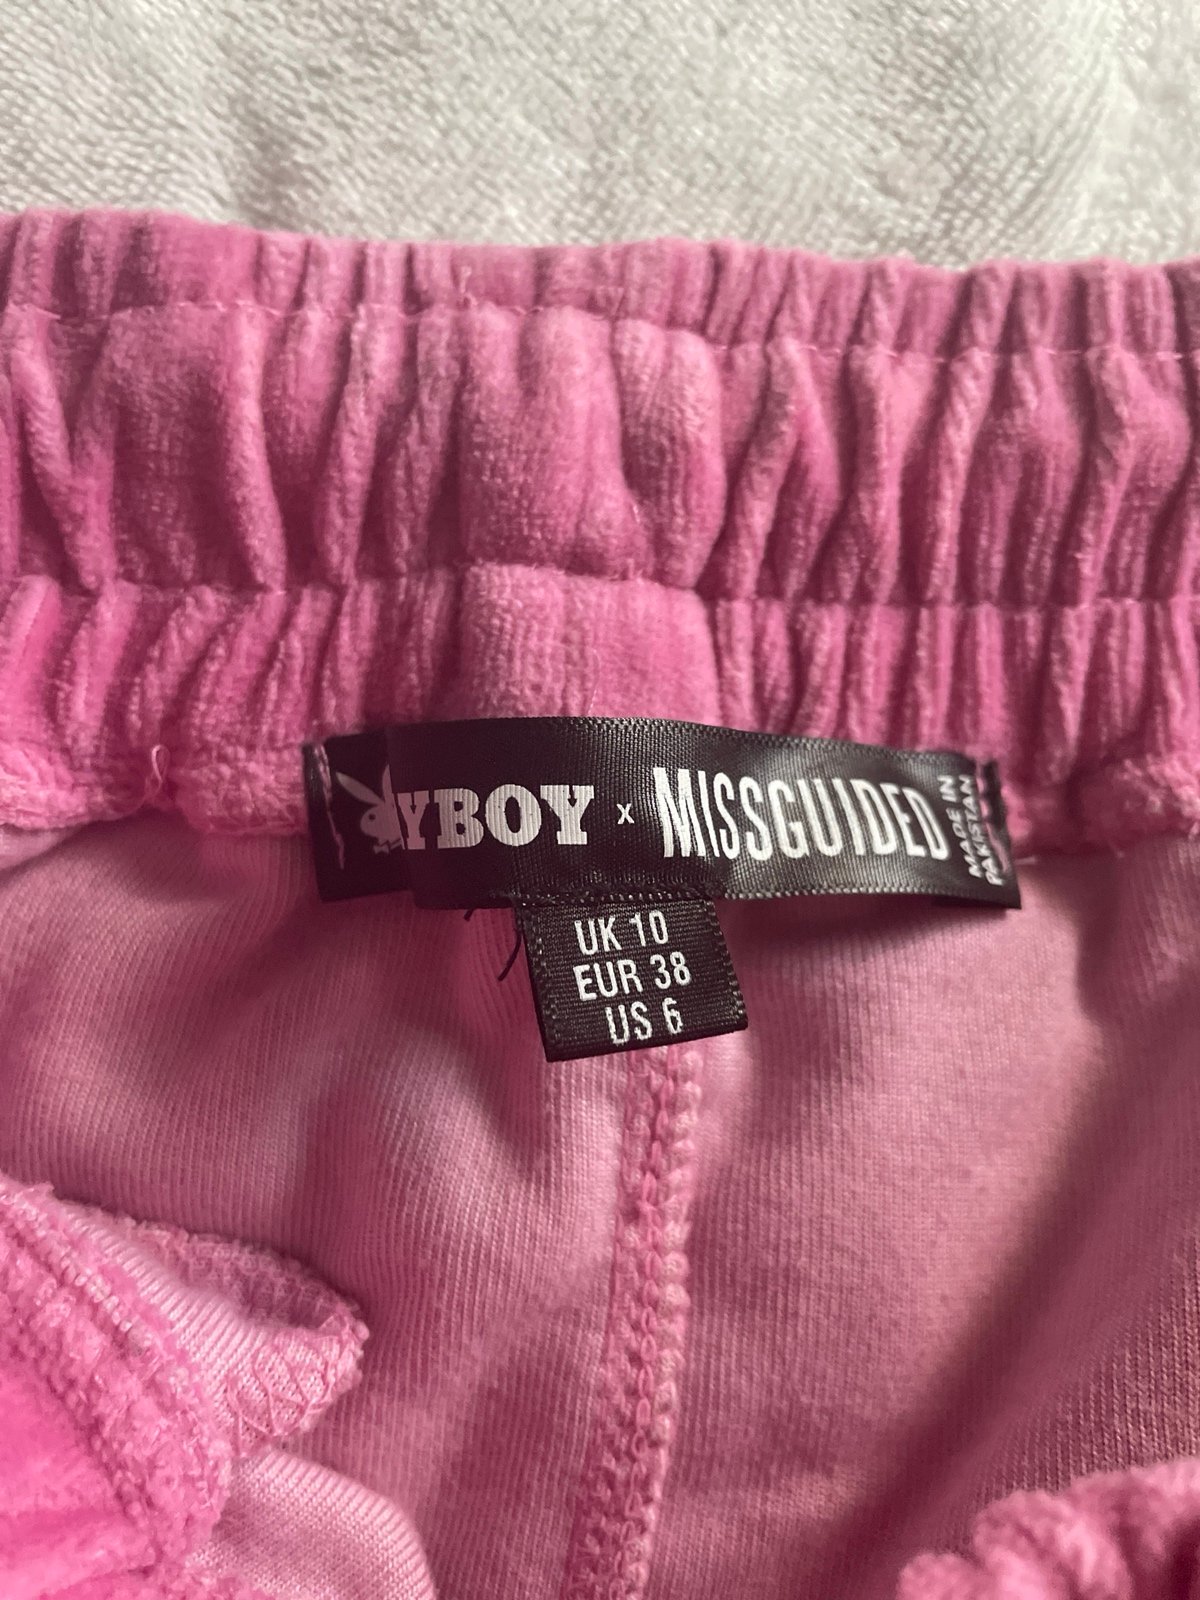 YBOY x MISSGUIDED
MADE IN
PAKISTAN
UK 10
EUR 38
US 6